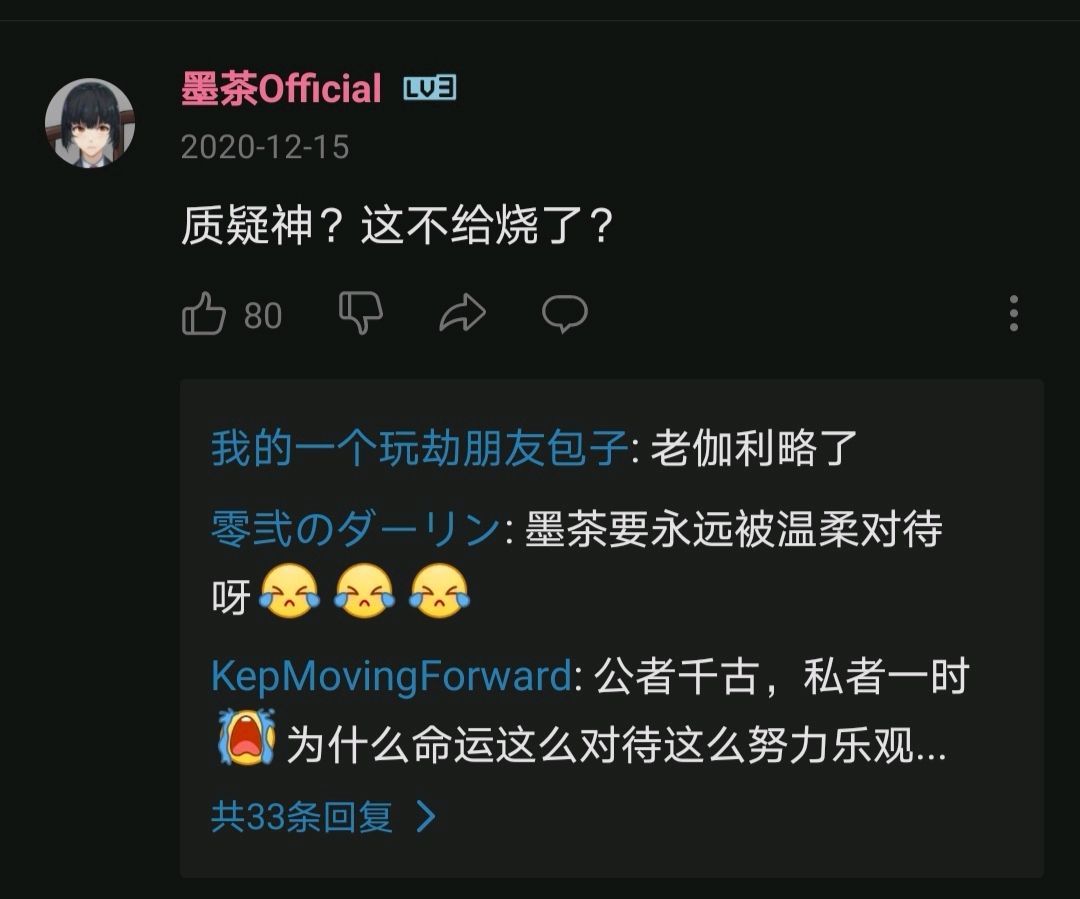 墨茶Official LV3
2020-12-15
质疑神？这不给烧了？
80
我的一个玩劫朋友包子: 老伽利略了
零弐のダーリン: 墨茶要永远被温柔对待
呀
KepMovingForward: 公者千古，私者一时
为什么命运这么对待这么努力乐观...
共33条回复 >